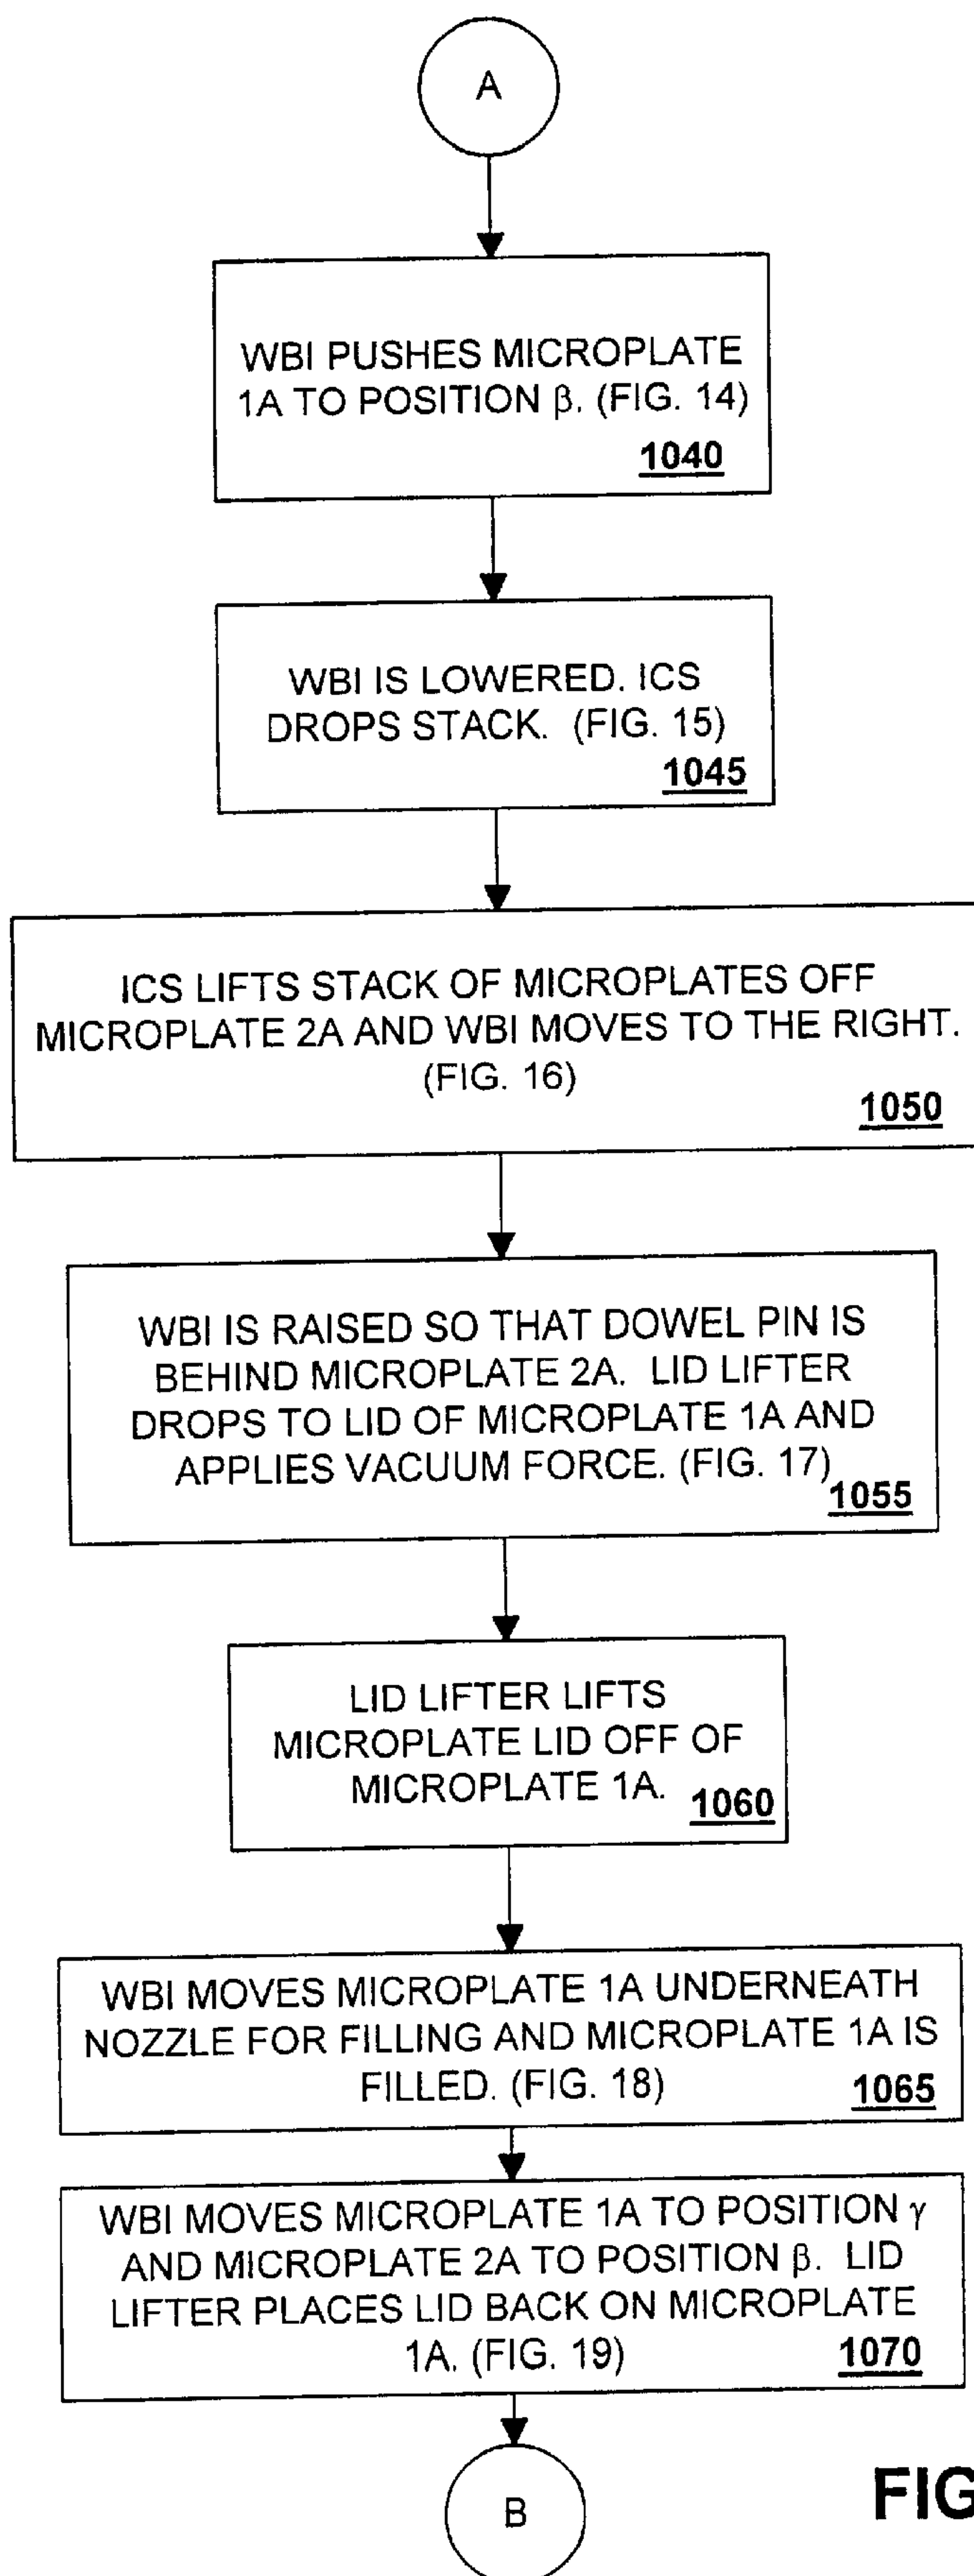 A
WBI PUSHES MICROPLATE
1A TO POSITION β. (FIG. 14)
1040
WBI IS LOWERED. ICS
DROPS STACK. (FIG. 15)
1045
ICS LIFTS STACK OF MICROPLATES OFF
MICROPLATE 2A AND WBI MOVES TO THE RIGHT.
(FIG. 16)
1050
WBI IS RAISED SO THAT DOWEL PIN IS
BEHIND MICROPLATE 2A. LID LIFTER
DROPS TO LID OF MICROPLATE 1A AND
APPLIES VACUUM FORCE. (FIG. 17)
1055
LID LIFTER LIFTS
MICROPLATE LID OFF OF
MICROPLATE 1A.
1060
WBI MOVES MICROPLATE 1A UNDERNEATH
NOZZLE FOR FILLING AND MICROPLATE 1A IS
FILLED. (FIG. 18)
1065
WBI MOVES MICROPLATE 1A TO POSITION γ
AND MICROPLATE 2A TO POSITION β. LID
LIFTER PLACES LID BACK ON MICROPLATE
1A. (FIG. 19)
1070
B
FIG